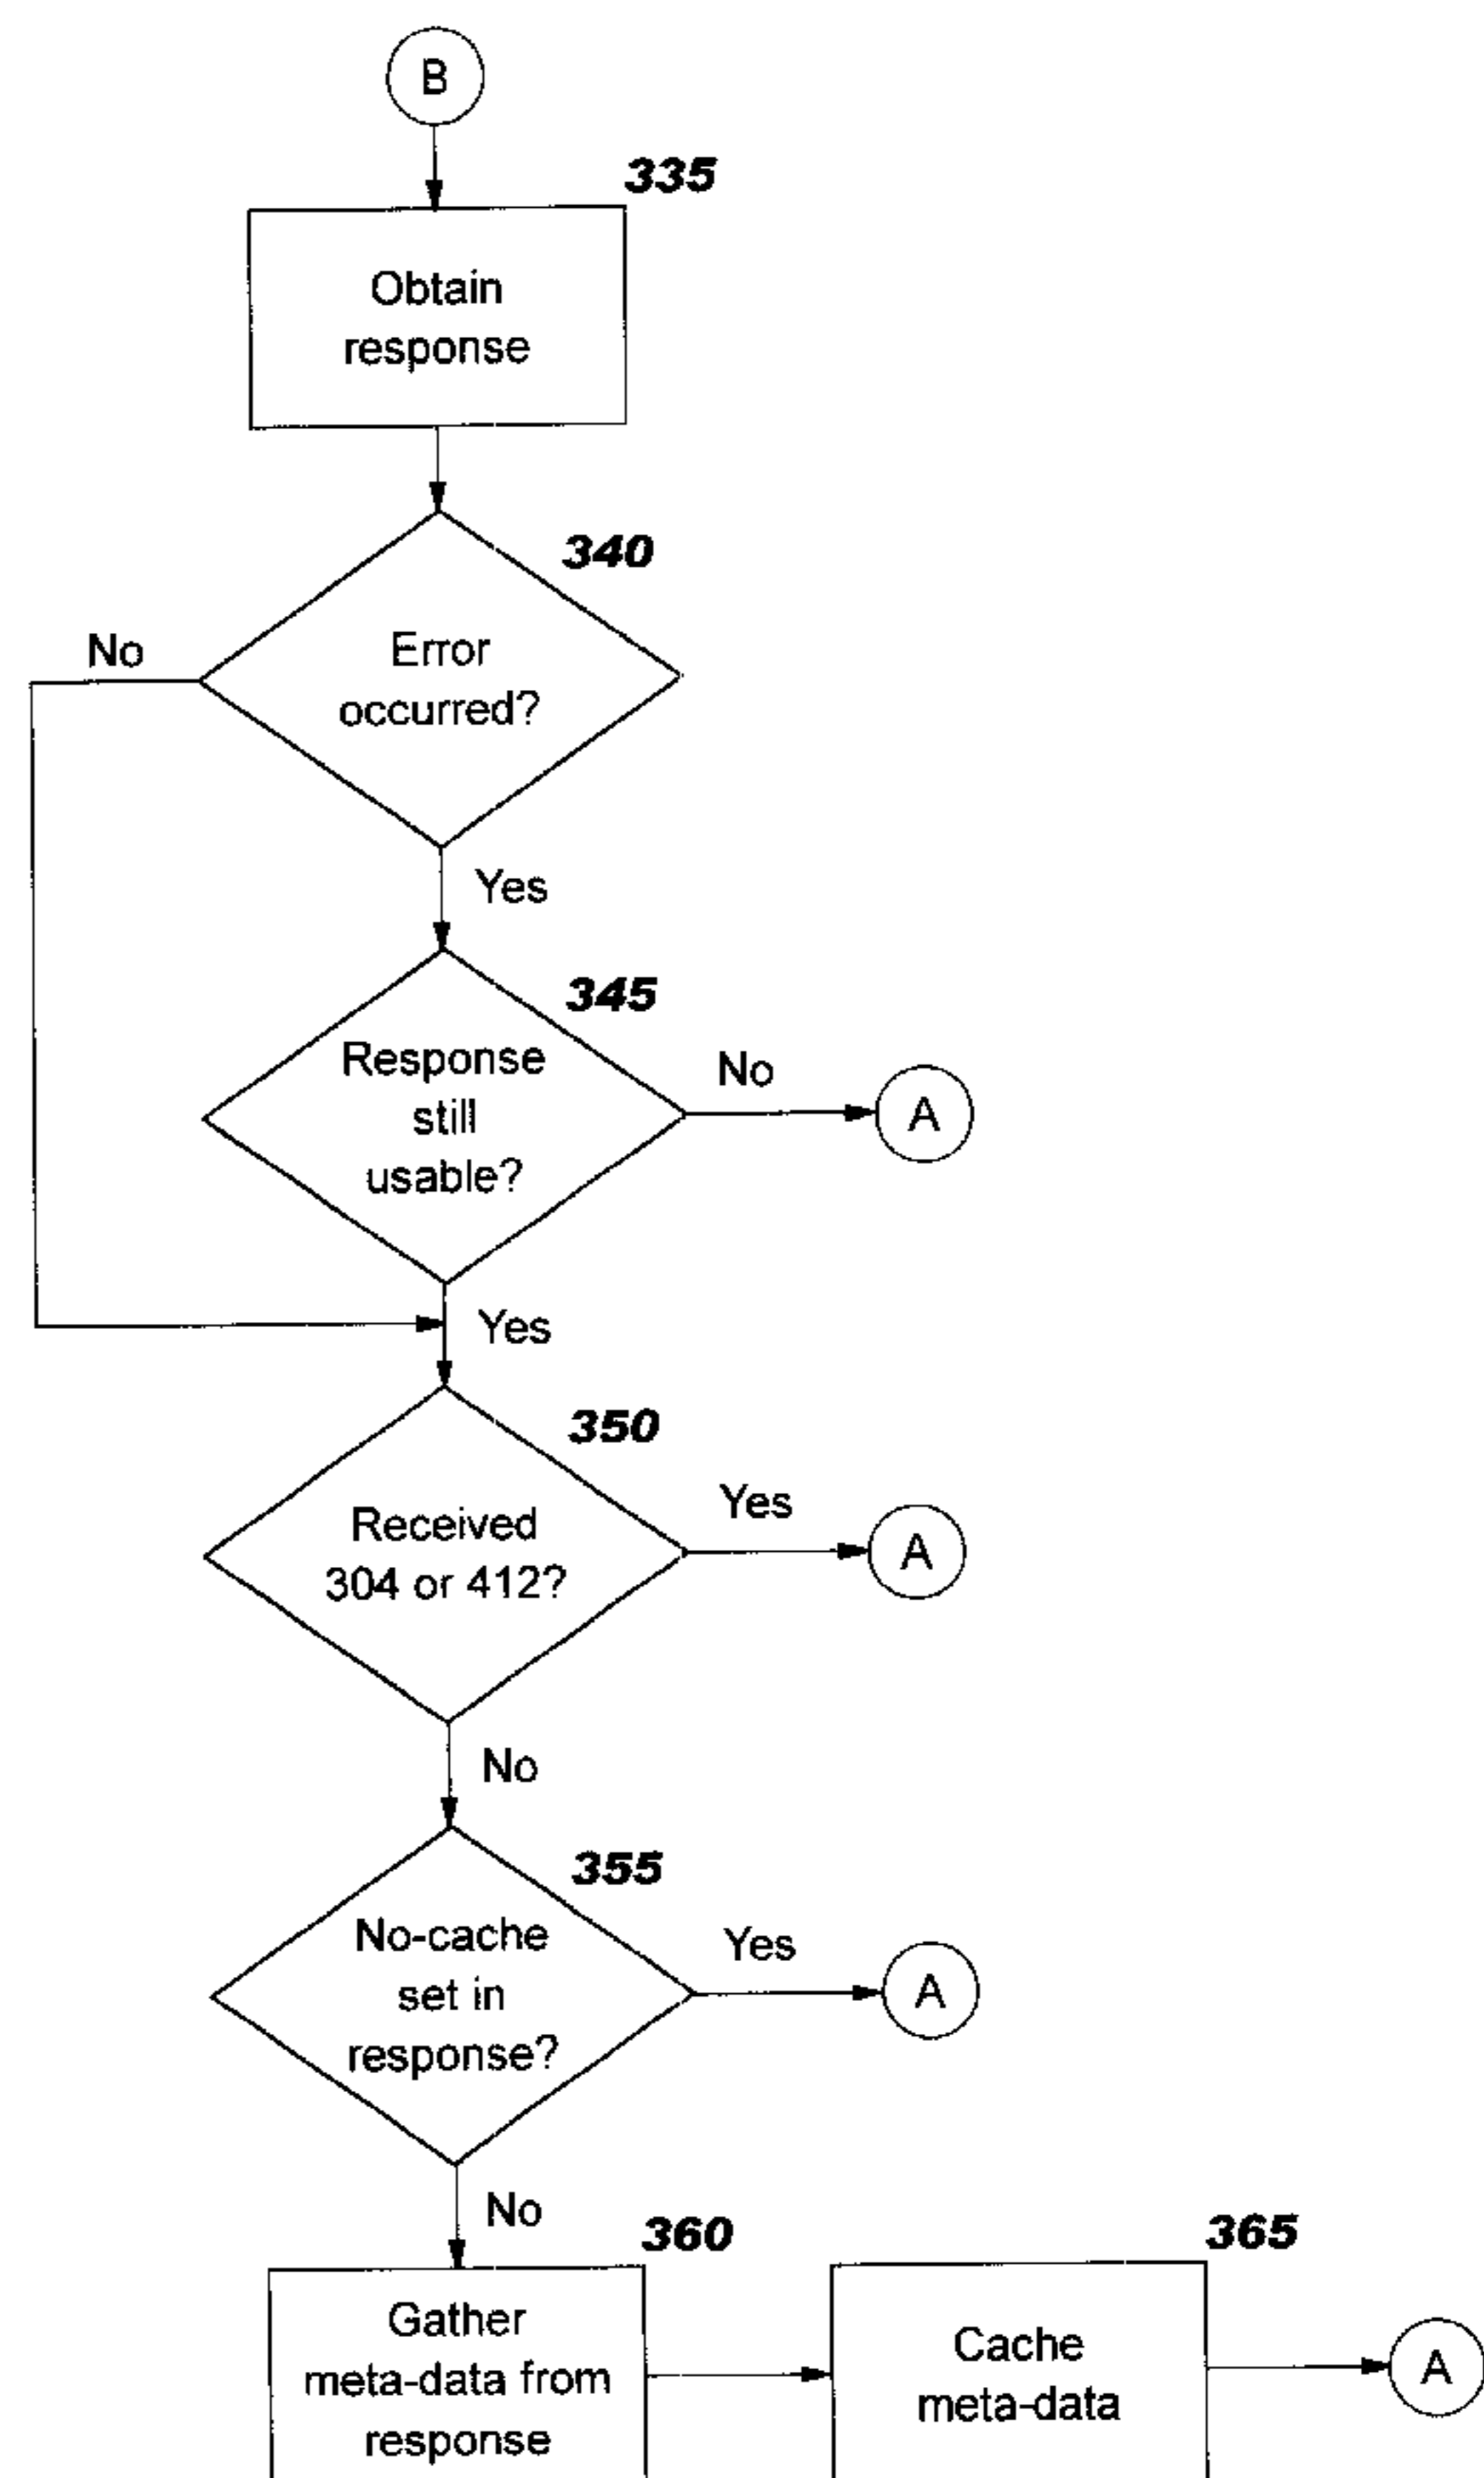 B
335
Obtain
response
340
No
Error
occurred?
Yes
345
Response
still
usable?
No
A
Yes
350
Received
304 or 412?
Yes
A
No
355
No-cache
set in
response?
Yes
A
No
360
365
Gather
meta-data from
response
Cache
meta-data
A